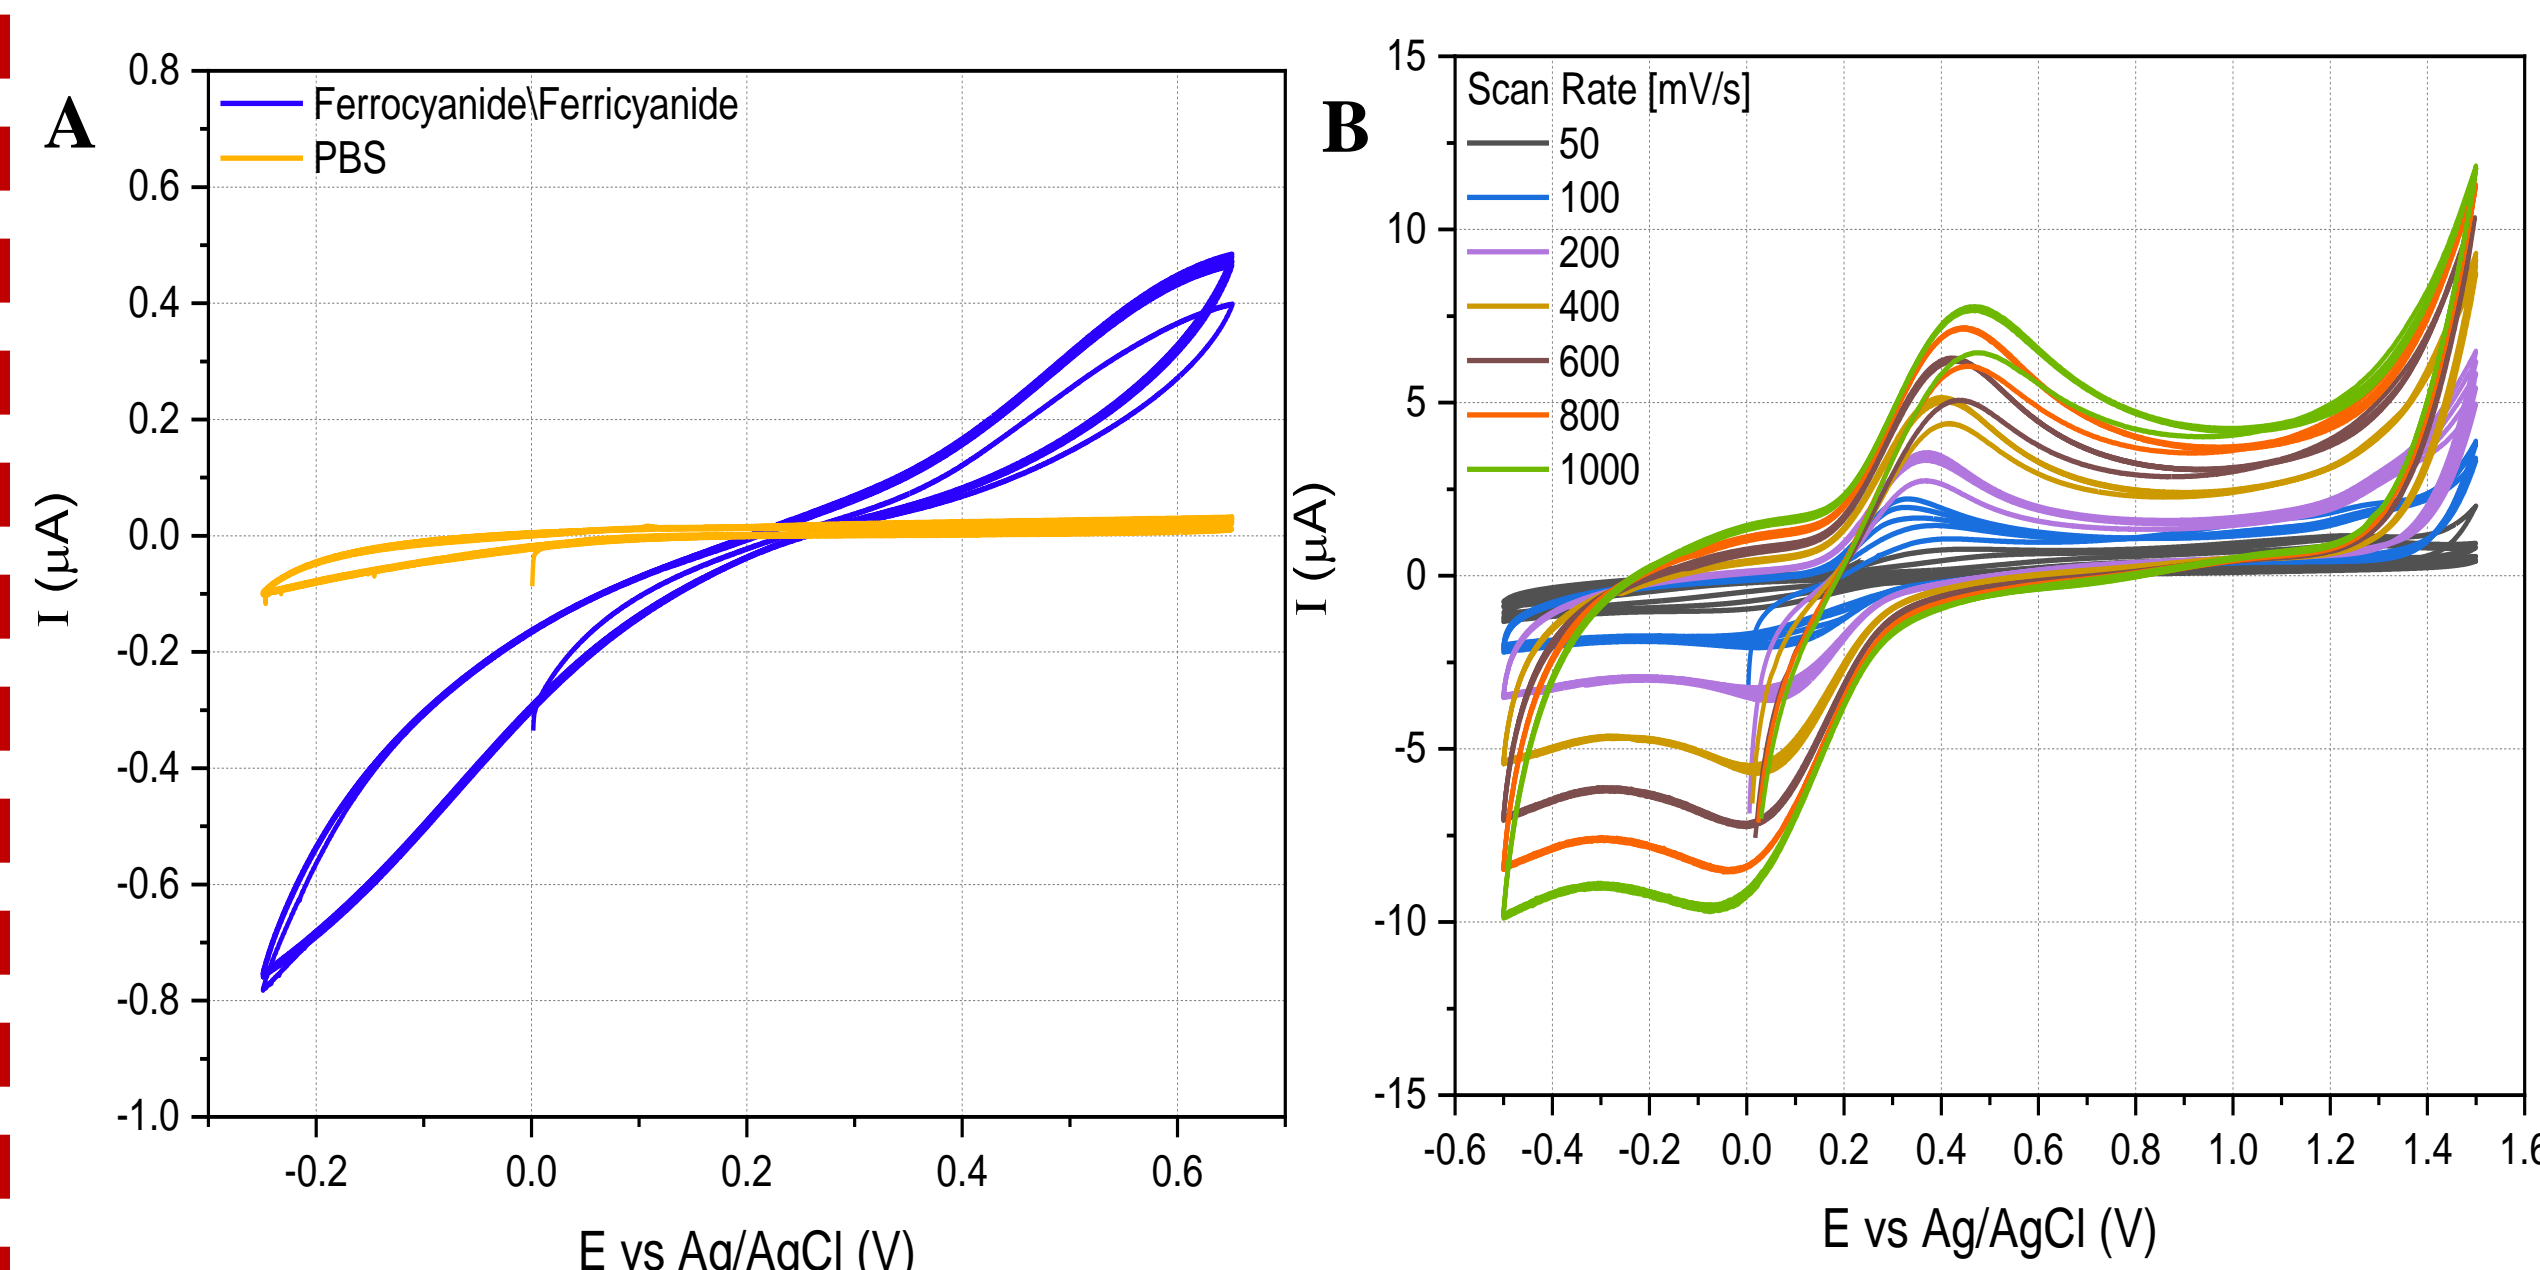 A
Ferrocyanide\Ferricyanide
PBS
0.8
0.6
0.4
0.2
0.0
-0.2
-0.4
-0.6
-0.8
-1.0
I (μA)
-0.2 0.0 0.2 0.4 0.6
E vs Ag/AgCl (V)
B
Scan Rate [mV/s]
50
100
200
400
600
800
1000
15
10
5
0
-5
-10
-15
I (μA)
-0.6 -0.4 -0.2 0.0 0.2 0.4 0.6 0.8 1.0 1.2 1.4 1.6
E vs Ag/AgCl (V)